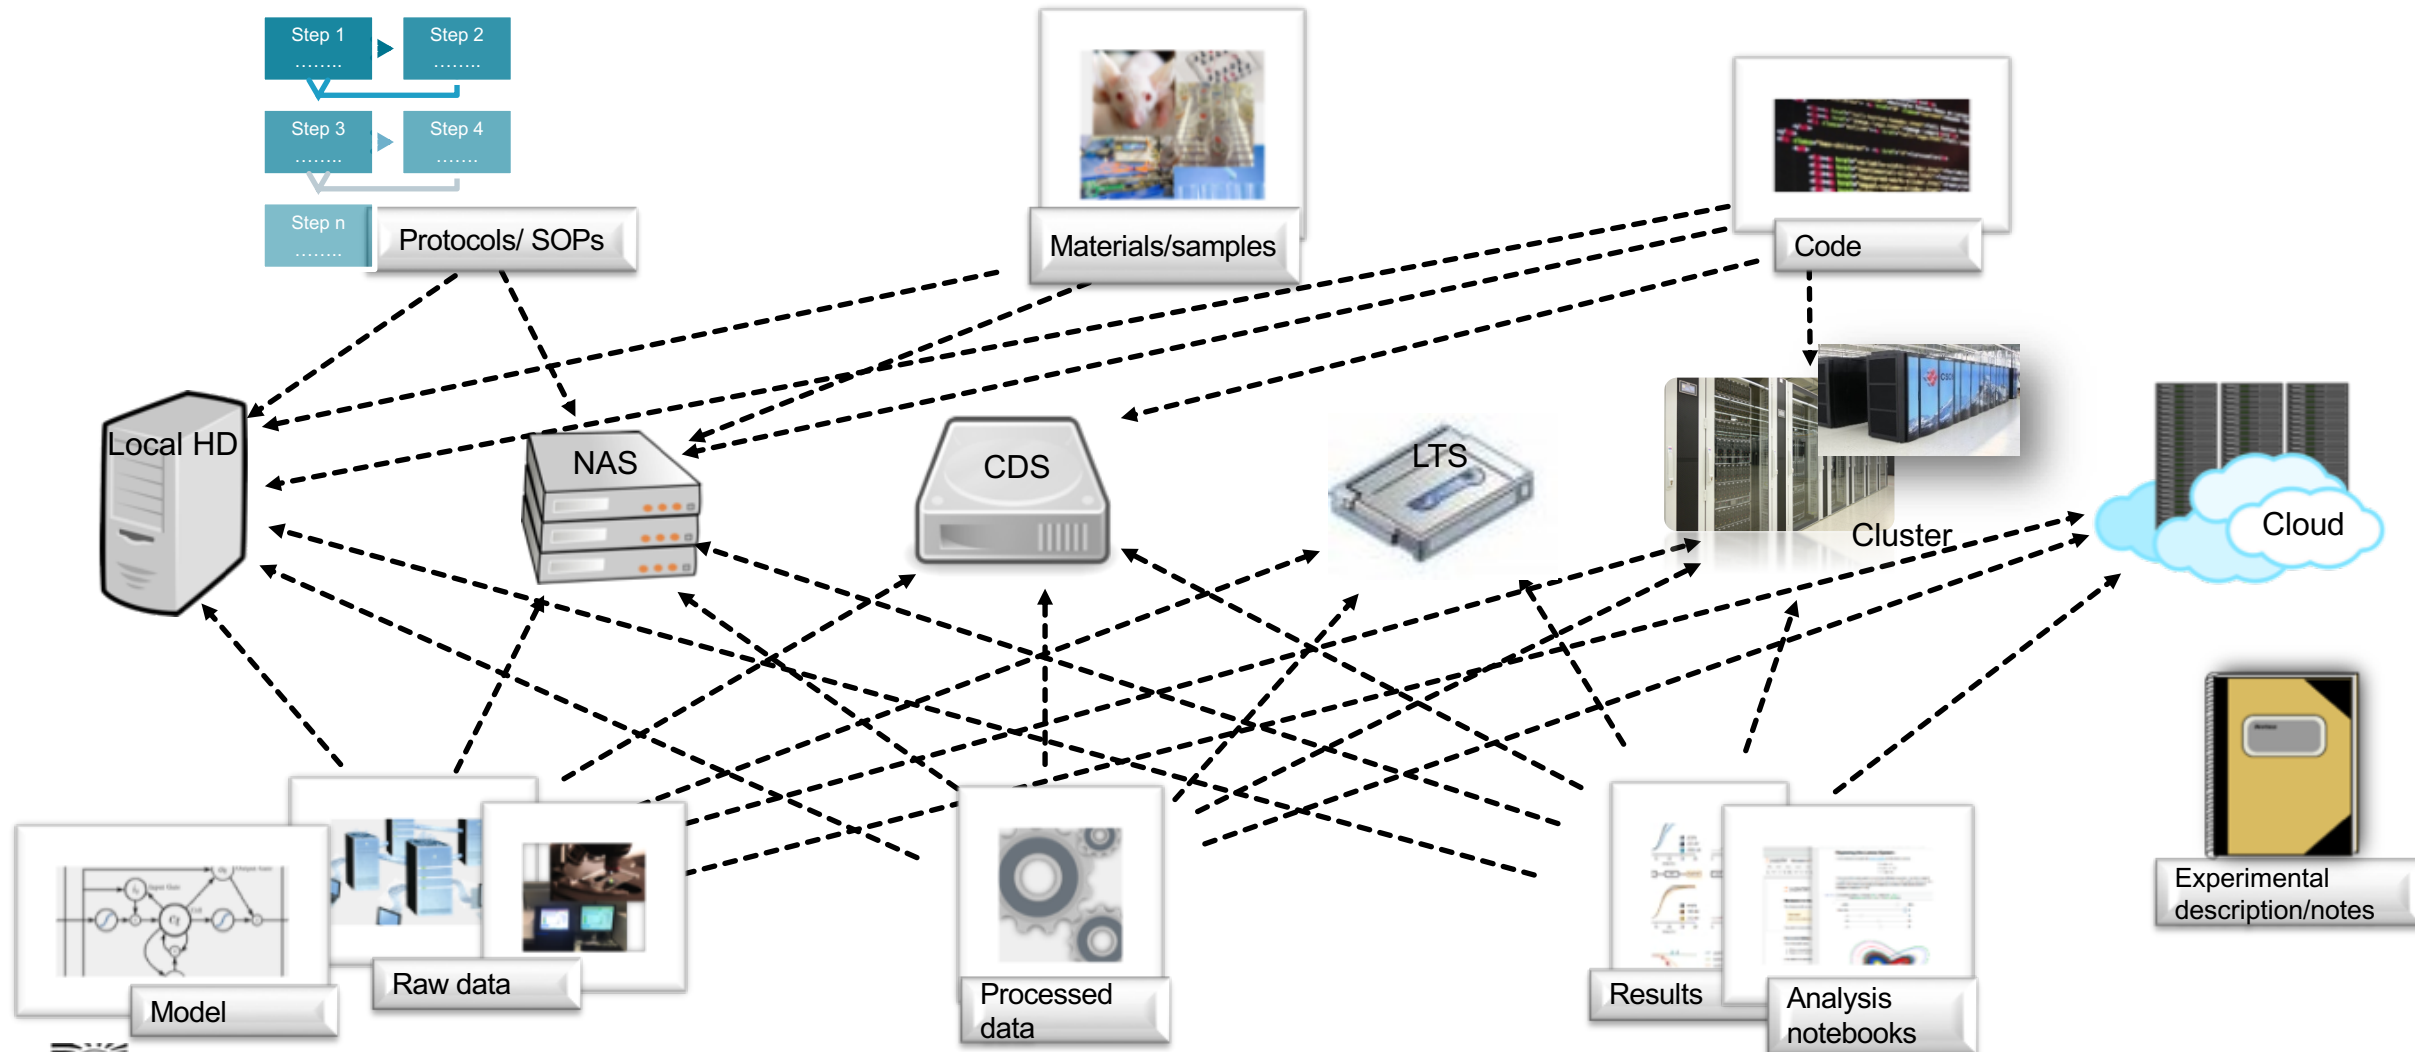 Step 1
........
Step 2
........
Step 3
........
Step 4
.......
Step n
........
Protocols/ SOPs
Materials/samples
Code
Local HD
NAS
CDS
LTS
Cluster
Cloud
Experimental
description/notes
Model
Raw data
Processed
data
Results
Analysis
notebooks